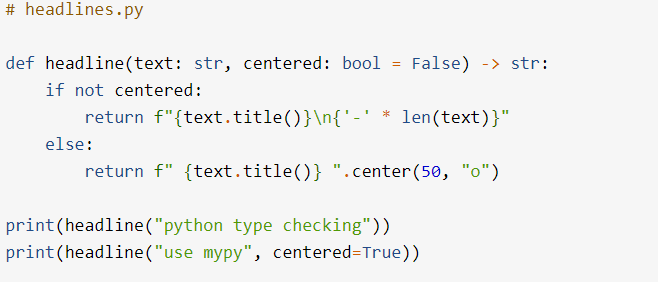 # headlines.py

def headline(text: str, centered: bool = False) -> str:
    if not centered:
        return f"{text.title()}\n{'-' * len(text)}"
    else:
        return f" {text.title()} ".center(50, "o")

print(headline("python type checking"))
print(headline("use mypy", centered=True))